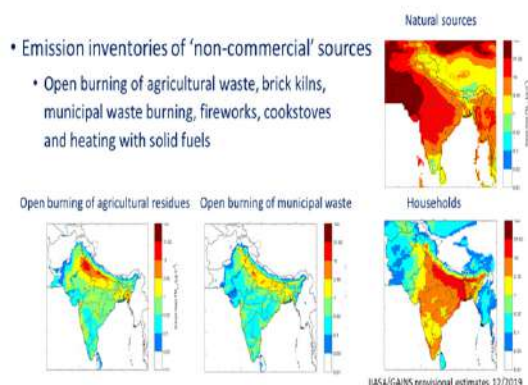 Natural sources
• Emission inventories of 'non-commercial' sources
• Open burning of agricultural waste, brick kilns,
municipal waste burning, fireworks, cookstoves
and heating with solid fuels
Open burning of agricultural residues
Open burning of municipal waste
Households
IIASA/GAINS provisional estimates, 12/2019